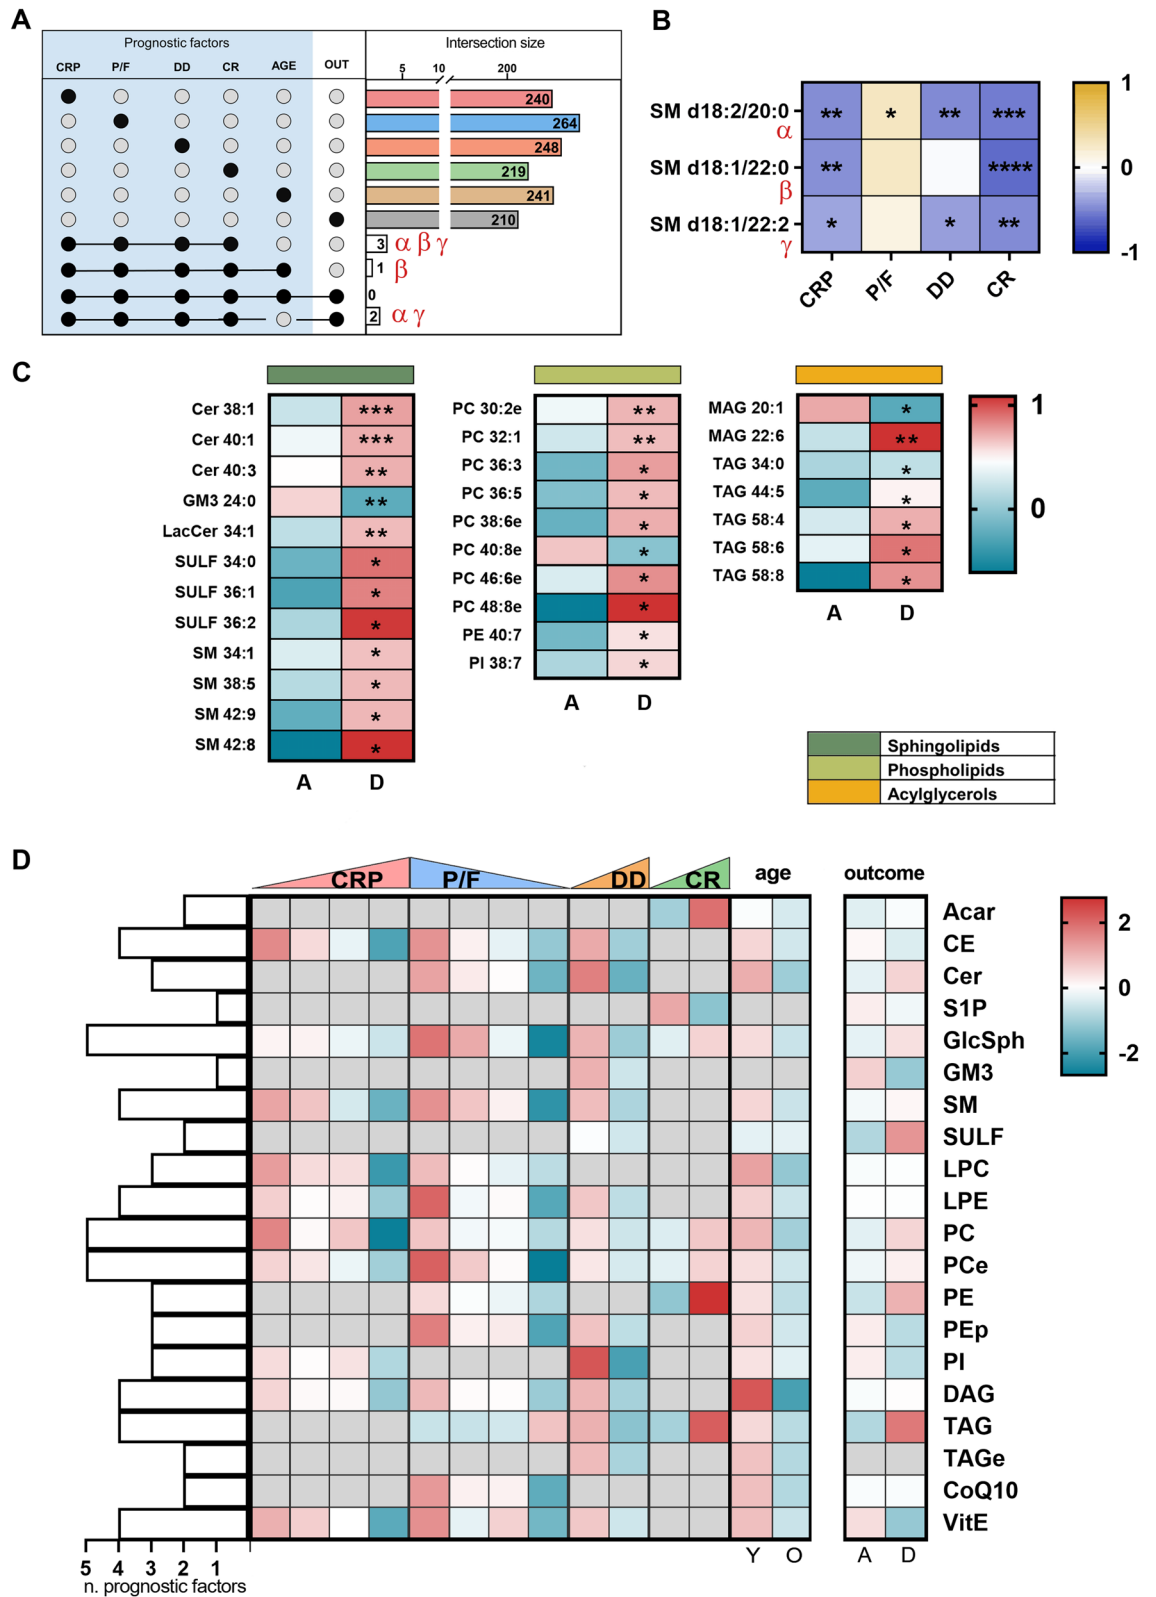 A
Prognostic factors
Intersection size
CRP P/F DD CR AGE OUT
5 10 200
240
264
248
219
241
210
3 α β γ
1 β
0
2 α γ
B
SM d18:2/20:0
α
** * ** ***
SM d18:1/22:0
β
** ****
SM d18:1/22:2
γ
* * **
CRP P/F DD CR
1
0
-1
C
Cer 38:1 ***
Cer 40:1 ***
Cer 40:3 **
GM3 24:0 **
LacCer 34:1 **
SULF 34:0 *
SULF 36:1 *
SULF 36:2 *
SM 34:1 *
SM 38:5 *
SM 42:9 *
SM 42:8 *
A D
PC 30:2e **
PC 32:1 **
PC 36:3 *
PC 36:5 *
PC 38:6e *
PC 40:8e *
PC 46:6e *
PC 48:8e *
PE 40:7 *
PI 38:7 *
A D
MAG 20:1 *
MAG 22:6 **
TAG 34:0 *
TAG 44:5 *
TAG 58:4 *
TAG 58:6 *
TAG 58:8 *
A D
1
0
Sphingolipids
Phospholipids
Acylglycerols
D
CRP P/F DD CR age outcome
Acar
CE
Cer
S1P
GlcSph
GM3
SM
SULF
LPC
LPE
PC
PCe
PE
PEp
PI
DAG
TAG
TAGe
CoQ10
VitE
2
0
-2
Y O A D
5 4 3 2 1
n. prognostic factors